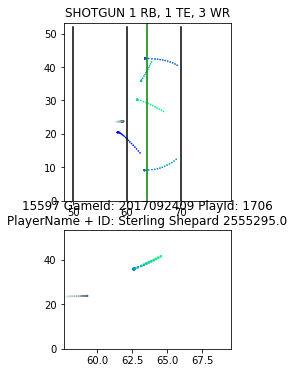 SHOTGUN 1 RB, 1 TE, 3 WR
50
40
30
20
10
0
50 60 70
15597 GameId: 2017092409 PlayId: 1706
PlayerName + ID: Sterling Shepard 2555295.0
40
20
0
60.0 62.5 65.0 67.5